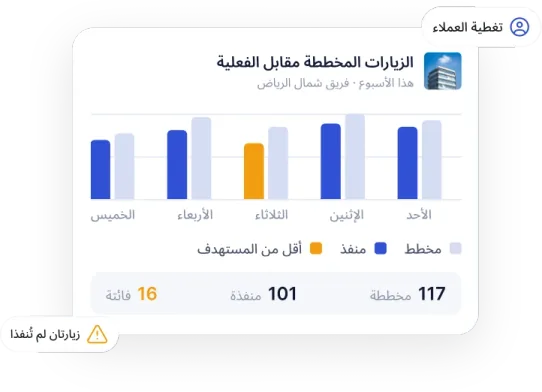 تغطية العملاء
الزيارات المخططة مقابل الفعلية
هذا الأسبوع · فريق شمال الرياض
الأحد الإثنين الثلاثاء الأربعاء الخميس
مخطط منفذ أقل من المستهدف
117 مخططة 101 منفذة 16 فائتة
زيارتان لم تُنفذا